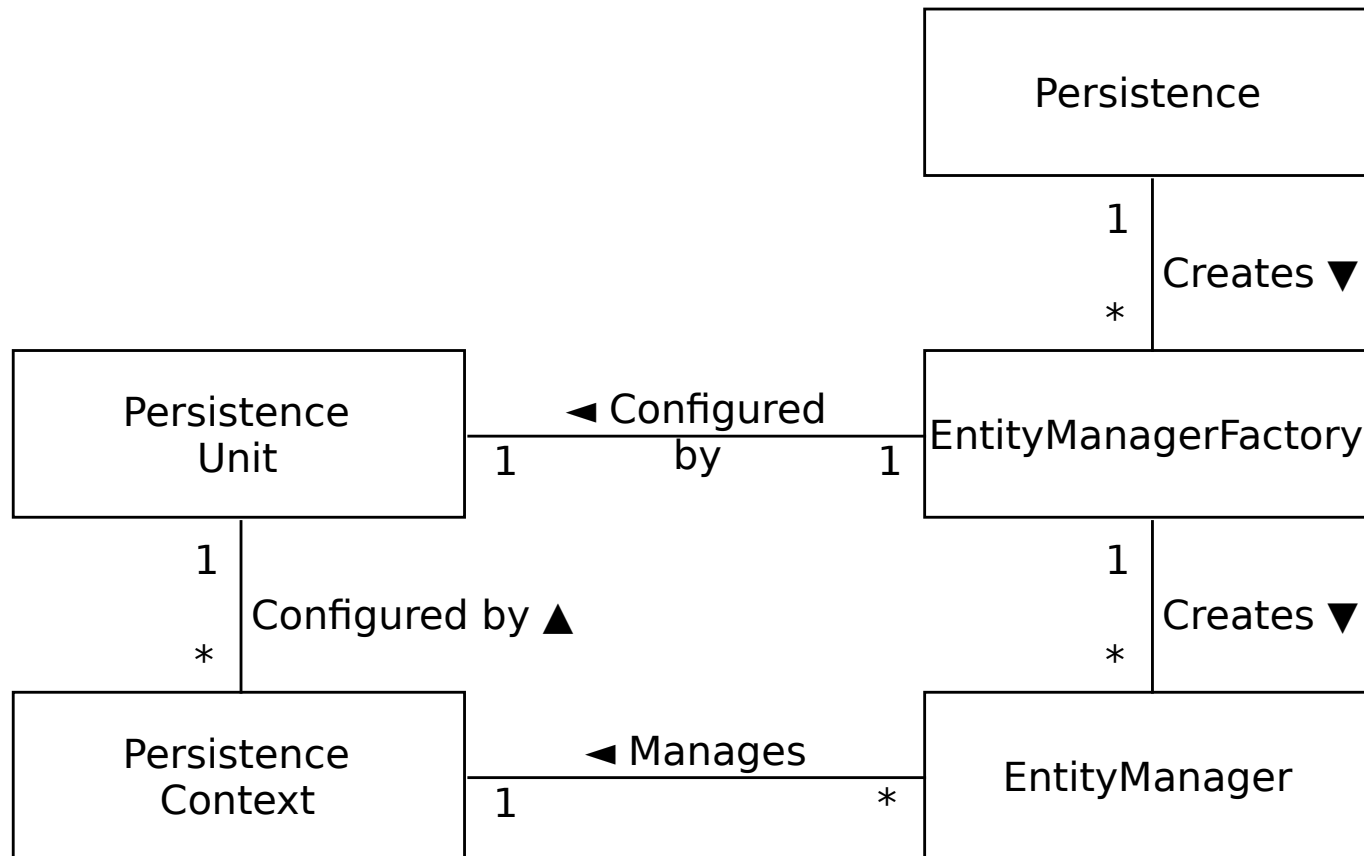 Persistence
1
Creates ▼
*
Persistence
Unit
◄ Configured
by
1
1
EntityManagerFactory
1
Configured by ▲
*
1
Creates ▼
*
Persistence
Context
◄ Manages
1
*
EntityManager